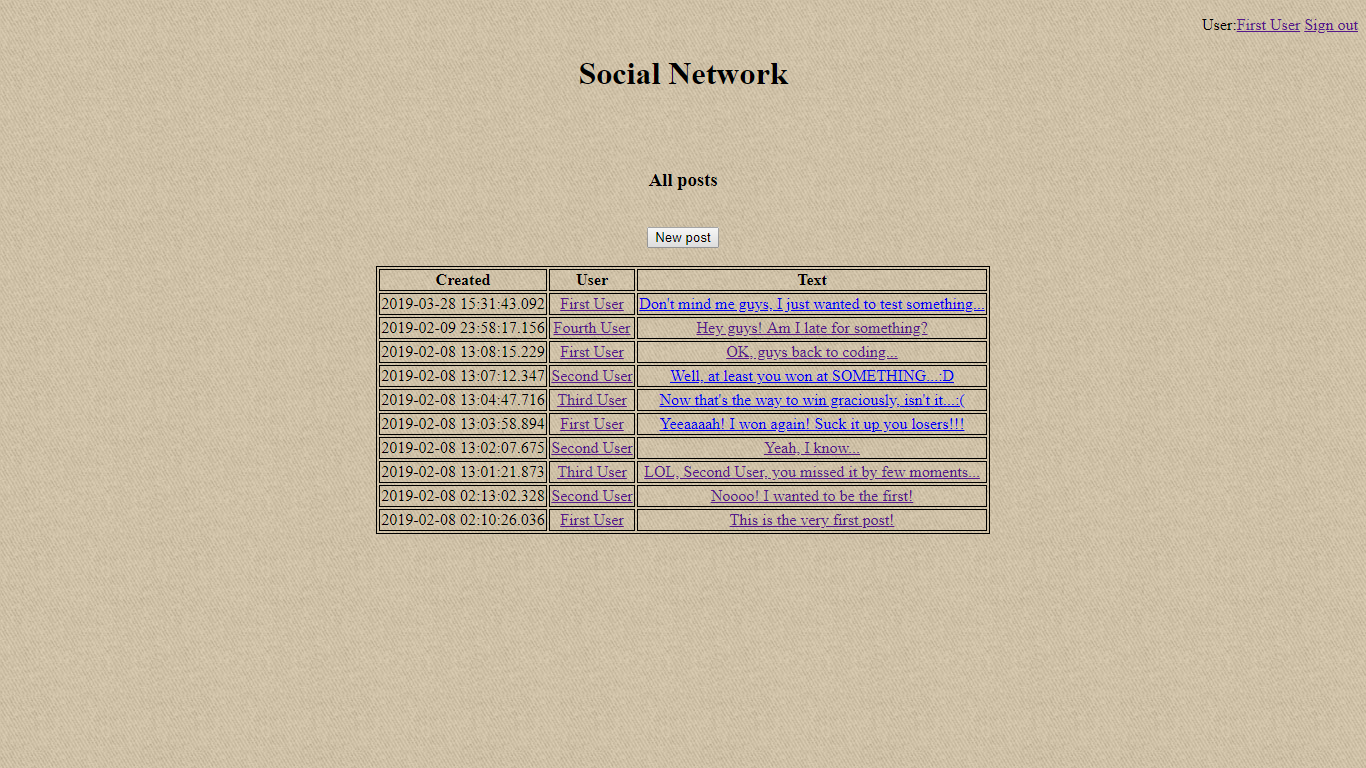 User:First User Sign out
Social Network
All posts
New post
Created User Text
2019-03-28 15:31:43.092 First User Don't mind me guys, I just wanted to test something...
2019-02-09 23:58:17.156 Fourth User Hey guys! Am I late for something?
2019-02-08 13:08:15.229 First User OK, guys back to coding...
2019-02-08 13:07:12.347 Second User Well, at least you won at SOMETHING...:D
2019-02-08 13:04:47.716 Third User Now that's the way to win graciously, isn't it...:(
2019-02-08 13:03:58.894 First User Yeeaaaah! I won again! Suck it up you losers!!!
2019-02-08 13:02:07.675 Second User Yeah, I know...
2019-02-08 13:01:21.873 Third User LOL, Second User, you missed it by few moments...
2019-02-08 02:13:02.328 Second User Noooo! I wanted to be the first!
2019-02-08 02:10:26.036 First User This is the very first post!